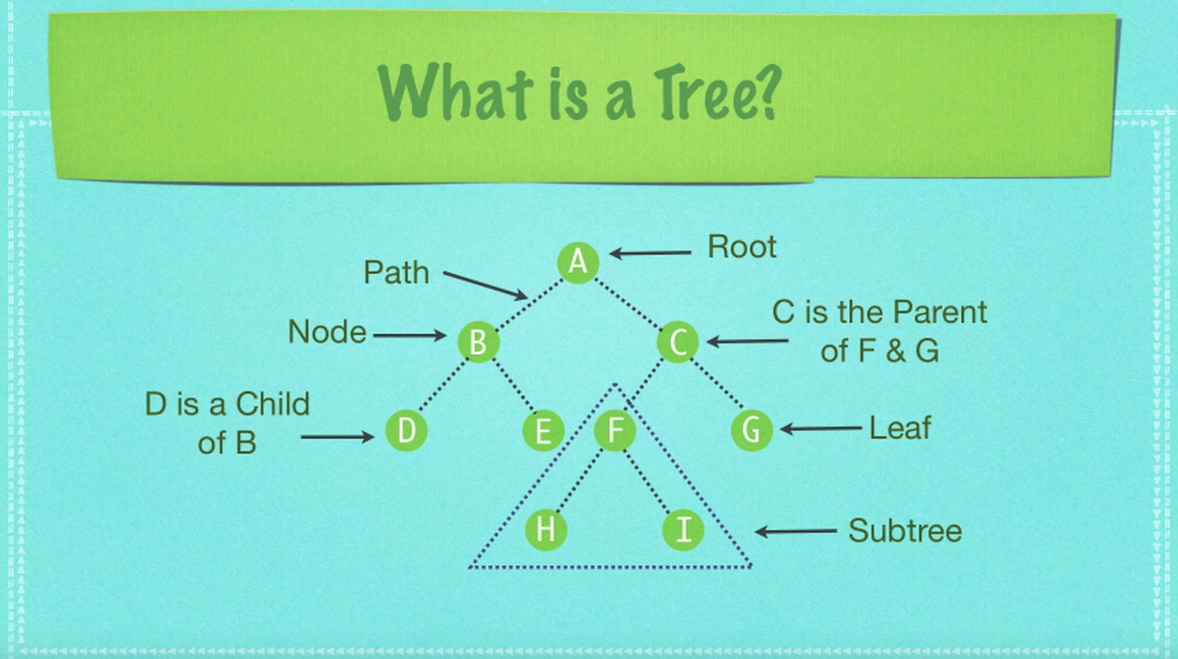 What is a Tree?
A
Root
Path
Node
B
C
C is the Parent
of F & G
D is a Child
of B
D
E
F
G
Leaf
H
I
Subtree